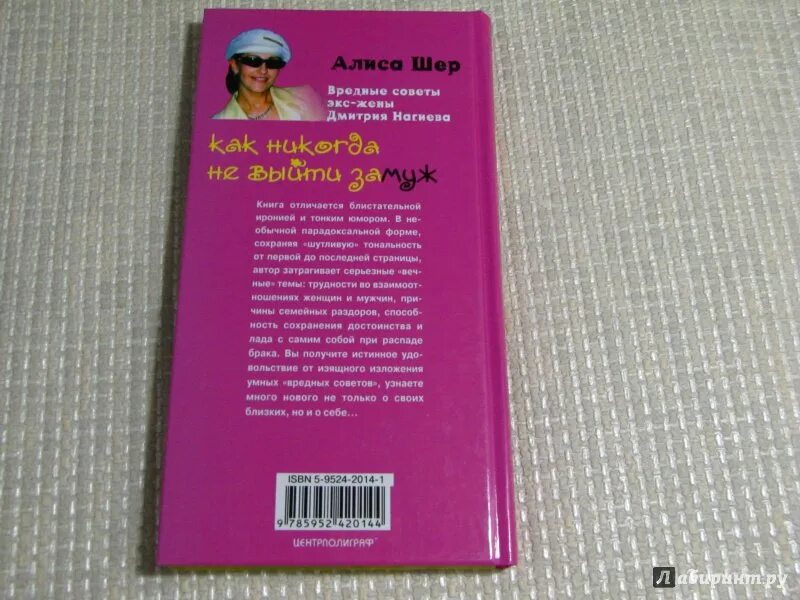 Алиса Шер
Вредные советы
экс-жены
Дмитрия Нагиева
как никогда
не выйти замуж
Книга отличается блистательной
иронией и тонким юмором. В не-
обычной парадоксальной форме,
сохраняя "шутливую" тональность
от первой до последней страницы,
автор затрагивает серьезные "веч-
ные" темы: трудности во взаимоот-
ношениях женщин и мужчин, при-
чины семейных раздоров, способ-
ность сохранения достоинства и
лада с самим собой при распаде
брака. Вы получите истинное удо-
вольствие от изящного изложения
умных "вредных советов", узнаете
много нового не только о своих
близких, но и о себе...
ISBN 5-9524-2014-1
9 785952 420144
ЦЕНТРПОЛИГРАФ
Лабиринт.ру